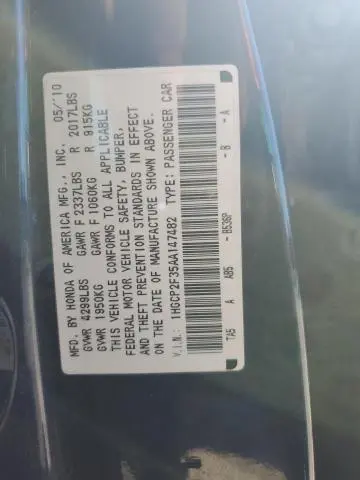 MFD. BY HONDA OF AMERICA MFG., INC. 05/'10
GVWR 4299LBS GAWR F 2337LBS R 2017LBS
GVWR 1950KG GAWR F 1060KG R 915KG
THIS VEHICLE CONFORMS TO ALL APPLICABLE
FEDERAL MOTOR VEHICLE SAFETY, BUMPER,
AND THEFT PREVENTION STANDARDS IN EFFECT
ON THE DATE OF MANUFACTURE SHOWN ABOVE.
V.I.N.: 1HGCP2F35AA147482 TYPE: PASSENGER CAR
TA5 A AB5 -B536P -B -A